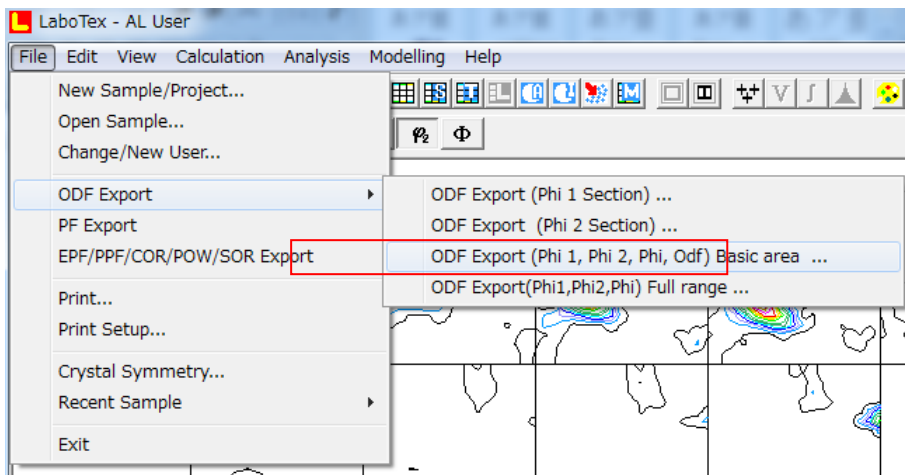 LaboTex - AL User
File Edit View Calculation Analysis Modelling Help
New Sample/Project...
Open Sample...
Change/New User...
φ₂ Φ
ODF Export
PF Export
EPF/PPF/COR/POW/SOR Export
Print...
Print Setup...
Crystal Symmetry...
Recent Sample
Exit
ODF Export (Phi 1 Section) ...
ODF Export  (Phi 2 Section) ...
ODF Export (Phi 1, Phi 2, Phi, Odf) Basic area  ...
ODF Export(Phi1,Phi2,Phi) Full range ...